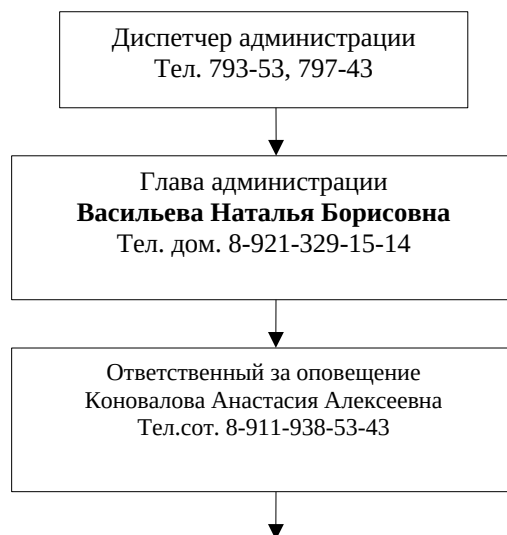 Диспетчер администрации
Тел. 793-53, 797-43
Глава администрации
Васильева Наталья Борисовна
Тел. дом. 8-921-329-15-14
Ответственный за оповещение
Коновалова Анастасия Алексеевна
Тел.сот. 8-911-938-53-43